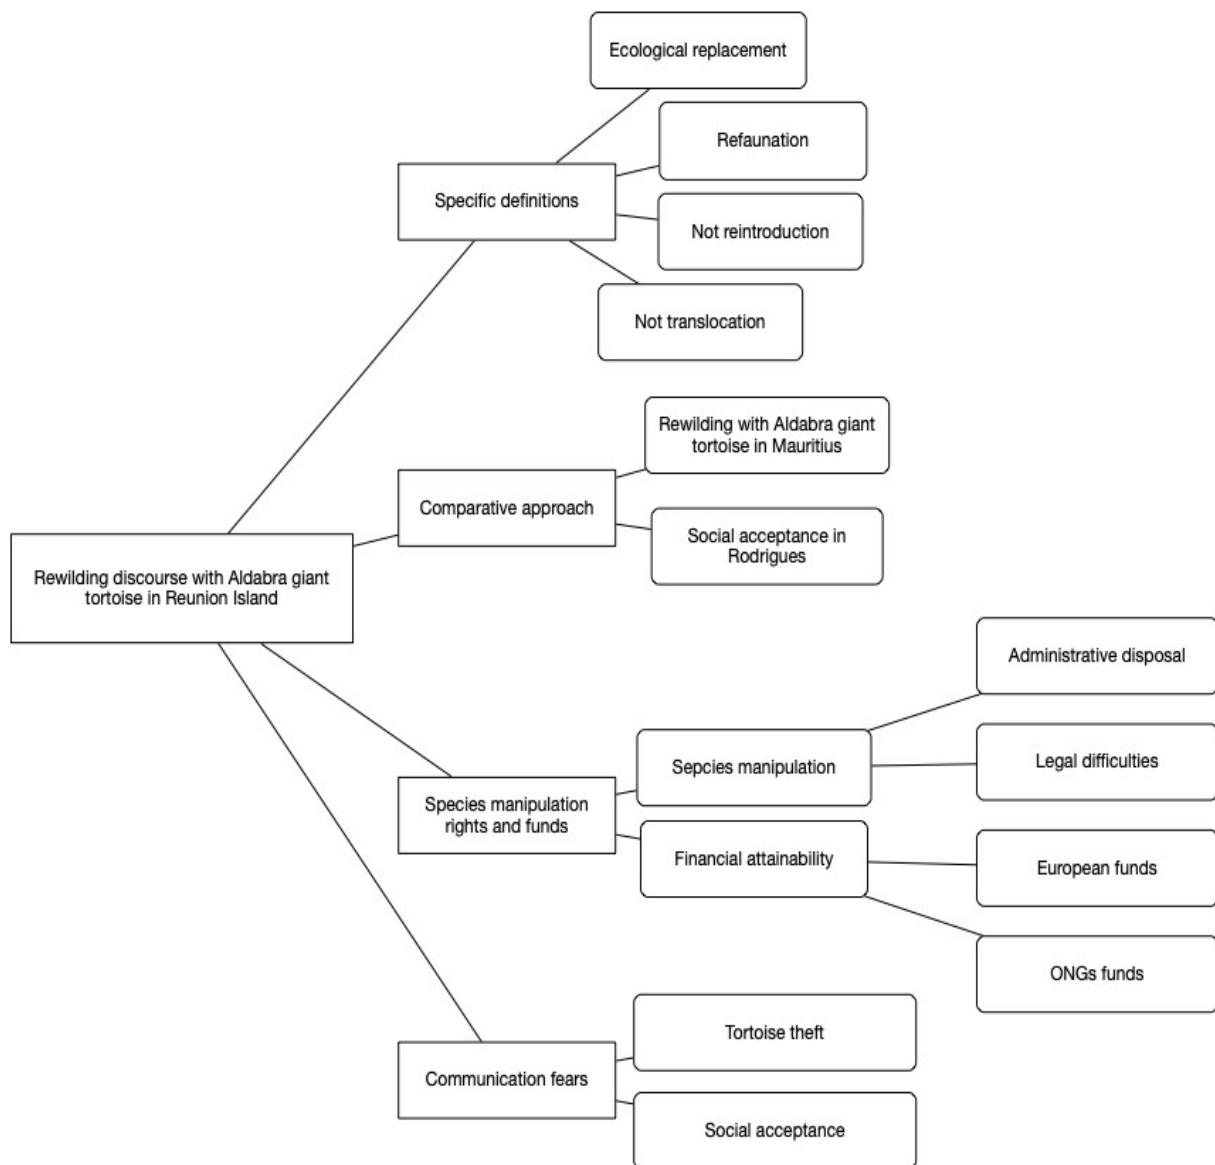 Ecological replacement
Refaunation
Specific definitions
Not reintroduction
Not translocation
Rewilding with Aldabra giant
tortoise in Mauritius
Comparative approach
Social acceptance in
Rodrigues
Rewilding discourse with Aldabra giant
tortoise in Reunion Island
Administrative disposal
Sepcies manipulation
Legal difficulties
Species manipulation
rights and funds
Financial attainability
European funds
ONGs funds
Tortoise theft
Communication fears
Social acceptance